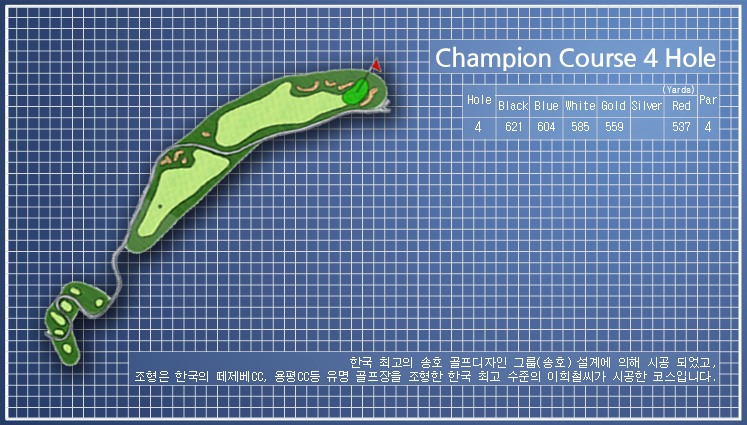 Champion Course 4 Hole
(Yards)
Hole Black Blue White Gold Silver Red Par
4 621 604 585 559 537 4
한국 최고의 송호 골프디자인 그룹(송호) 설계에 의해 시공 되었고,
조형은 한국의 떼제베CC, 용평CC등 유명 골프장을 조형한 한국 최고 수준의 이희철씨가 시공한 코스입니다.